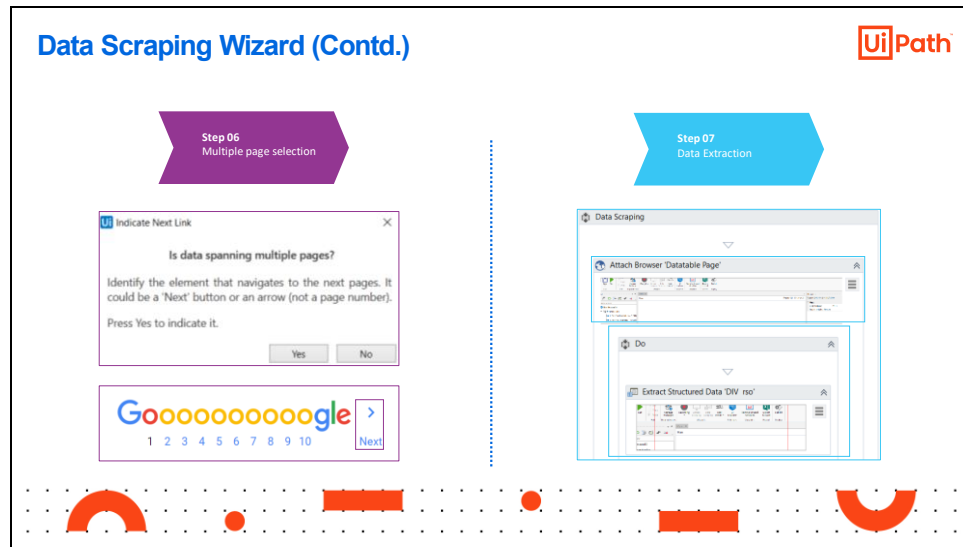 Data Scraping Wizard (Contd.)
UiPath
Step 06
Multiple page selection
Indicate Next Link
Is data spanning multiple pages?
Identify the element that navigates to the next pages. It
could be a 'Next' button or an arrow (not a page number).
Press Yes to indicate it.
Yes No
Goooooooooogle >
1 2 3 4 5 6 7 8 9 10 Next
Step 07
Data Extraction
Data Scraping
Attach Browser 'Datatable Page'
Do
Extract Structured Data 'DIV rso'